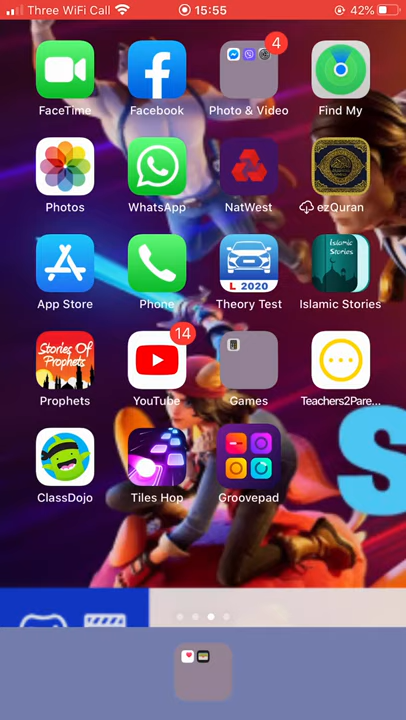 Three WiFi Call 15:55 42%
4
FaceTime Facebook Photo & Video Find My
Photos WhatsApp NatWest ezQuran
L 2020
Islamic
Stories
App Store Phone Theory Test Islamic Stories
Stories Of
PROPHETS
14
Prophets YouTube Games Teachers2Pare...
ClassDojo Tiles Hop Groovepad
S